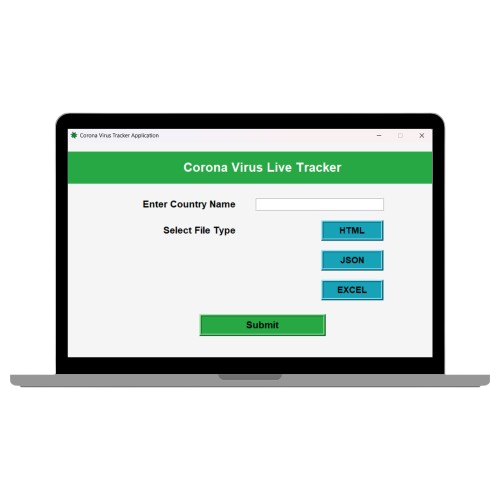 Corona Virus Tracker Application
Corona Virus Live Tracker
Enter Country Name
Select File Type
HTML
JSON
EXCEL
Submit